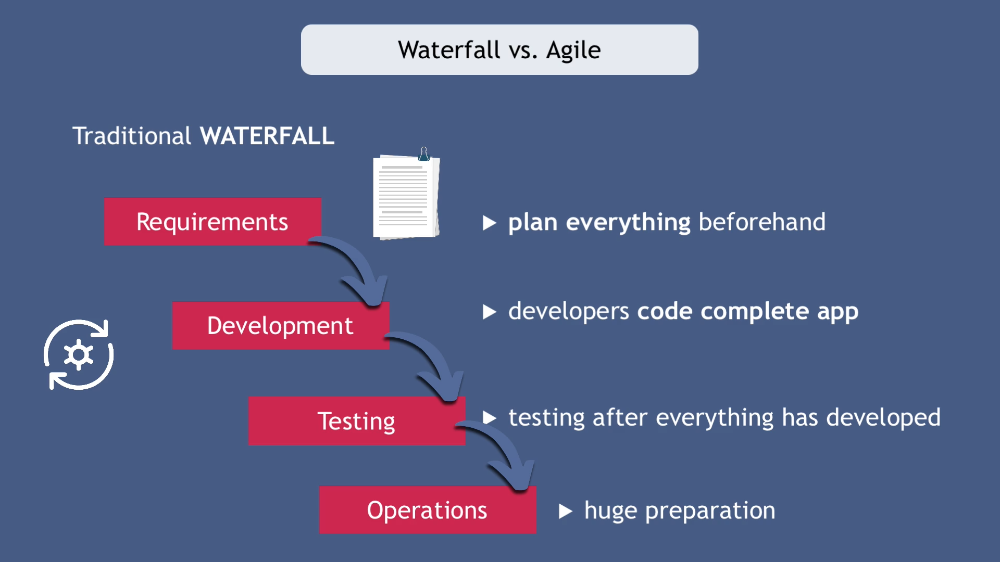 Waterfall vs. Agile
Traditional WATERFALL
Requirements
plan everything beforehand
Development
developers code complete app
Testing
testing after everything has developed
Operations
huge preparation